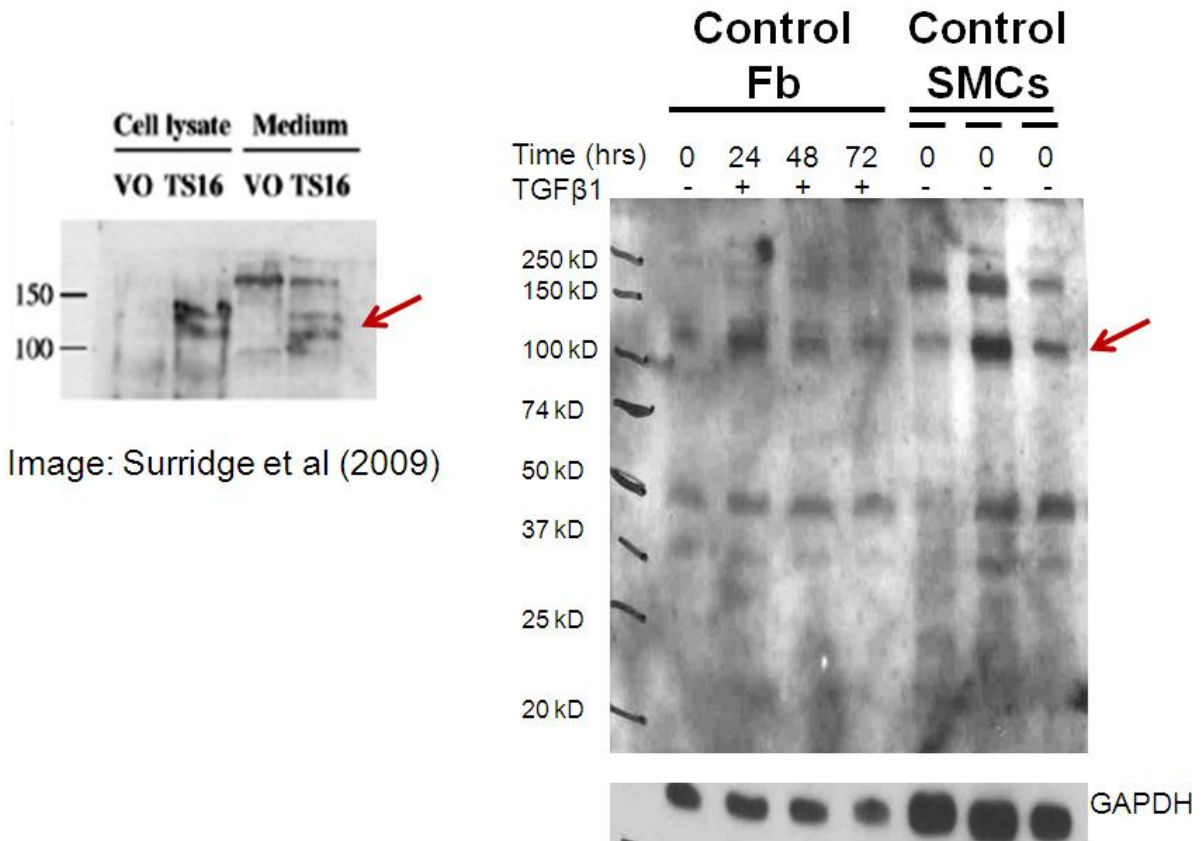 Cell lysate Medium
VO TS16 VO TS16
150
100
Image: Surridge et al (2009)
Control Control
Fb SMCs
Time (hrs) 0 24 48 72 0 0 0
TGFβ1 - + + + - - -
250 kD
150 kD
100 kD
74 kD
50 kD
37 kD
25 kD
20 kD
GAPDH